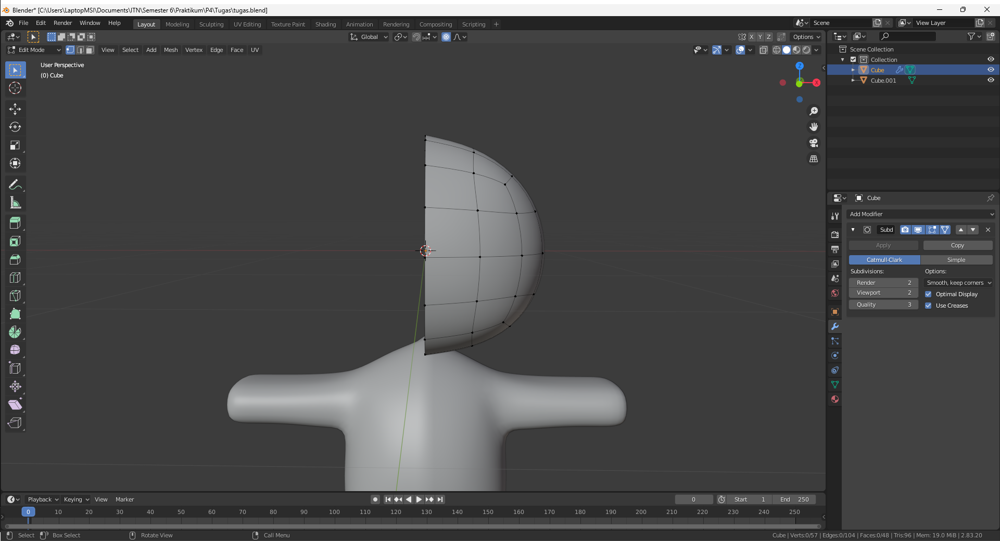 Blender* [C:\Users\LaptopMSI\Documents\ITN\Semester 6\Praktikum\P4\Tugas\tugas.blend]
File Edit Render Window Help Layout Modeling Sculpting UV Editing Texture Paint Shading Animation Rendering Compositing Scripting + Scene View Layer
Global X Y Z Options
Edit Mode View Select Add Mesh Vertex Edge Face UV
User Perspective
(0) Cube
Z
X
Scene Collection
Collection
Cube
Cube.001
Cube
Add Modifier
Subd
Apply Copy
Catmull-Clark Simple
Subdivisions: Options:
Render 2 Smooth, keep corners
Viewport 2 Optimal Display
Quality 3 Use Creases
Playback Keying View Marker 0 Start 1 End 250
0 10 20 30 40 50 60 70 80 90 100 110 120 130 140 150 160 170 180 190 200 210 220 230 240 250
Select Box Select Rotate View Call Menu Cube | Verts:0/57 | Edges:0/104 | Faces:0/48 | Tris:96 | Mem: 19.0 MiB | 2.83.20